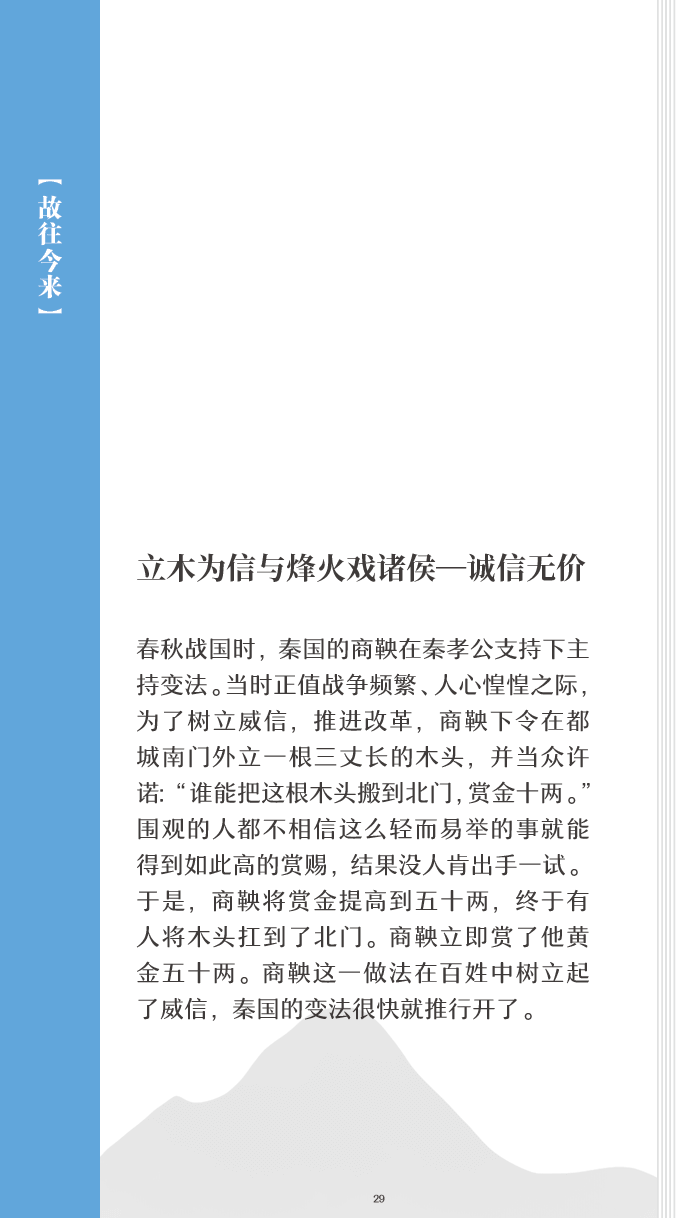 【故往今来】
立木为信与烽火戏诸侯—诚信无价
春秋战国时，秦国的商鞅在秦孝公支持下主
持变法。当时正值战争频繁、人心惶惶之际，
为了树立威信，推进改革，商鞅下令在都
城南门外立一根三丈长的木头，并当众许
诺：“谁能把这根木头搬到北门，赏金十两。”
围观的人都不相信这么轻而易举的事就能
得到如此高的赏赐，结果没人肯出手一试。
于是，商鞅将赏金提高到五十两，终于有
人将木头扛到了北门。商鞅立即赏了他黄
金五十两。商鞅这一做法在百姓中树立起
了威信，秦国的变法很快就推行开了。
29